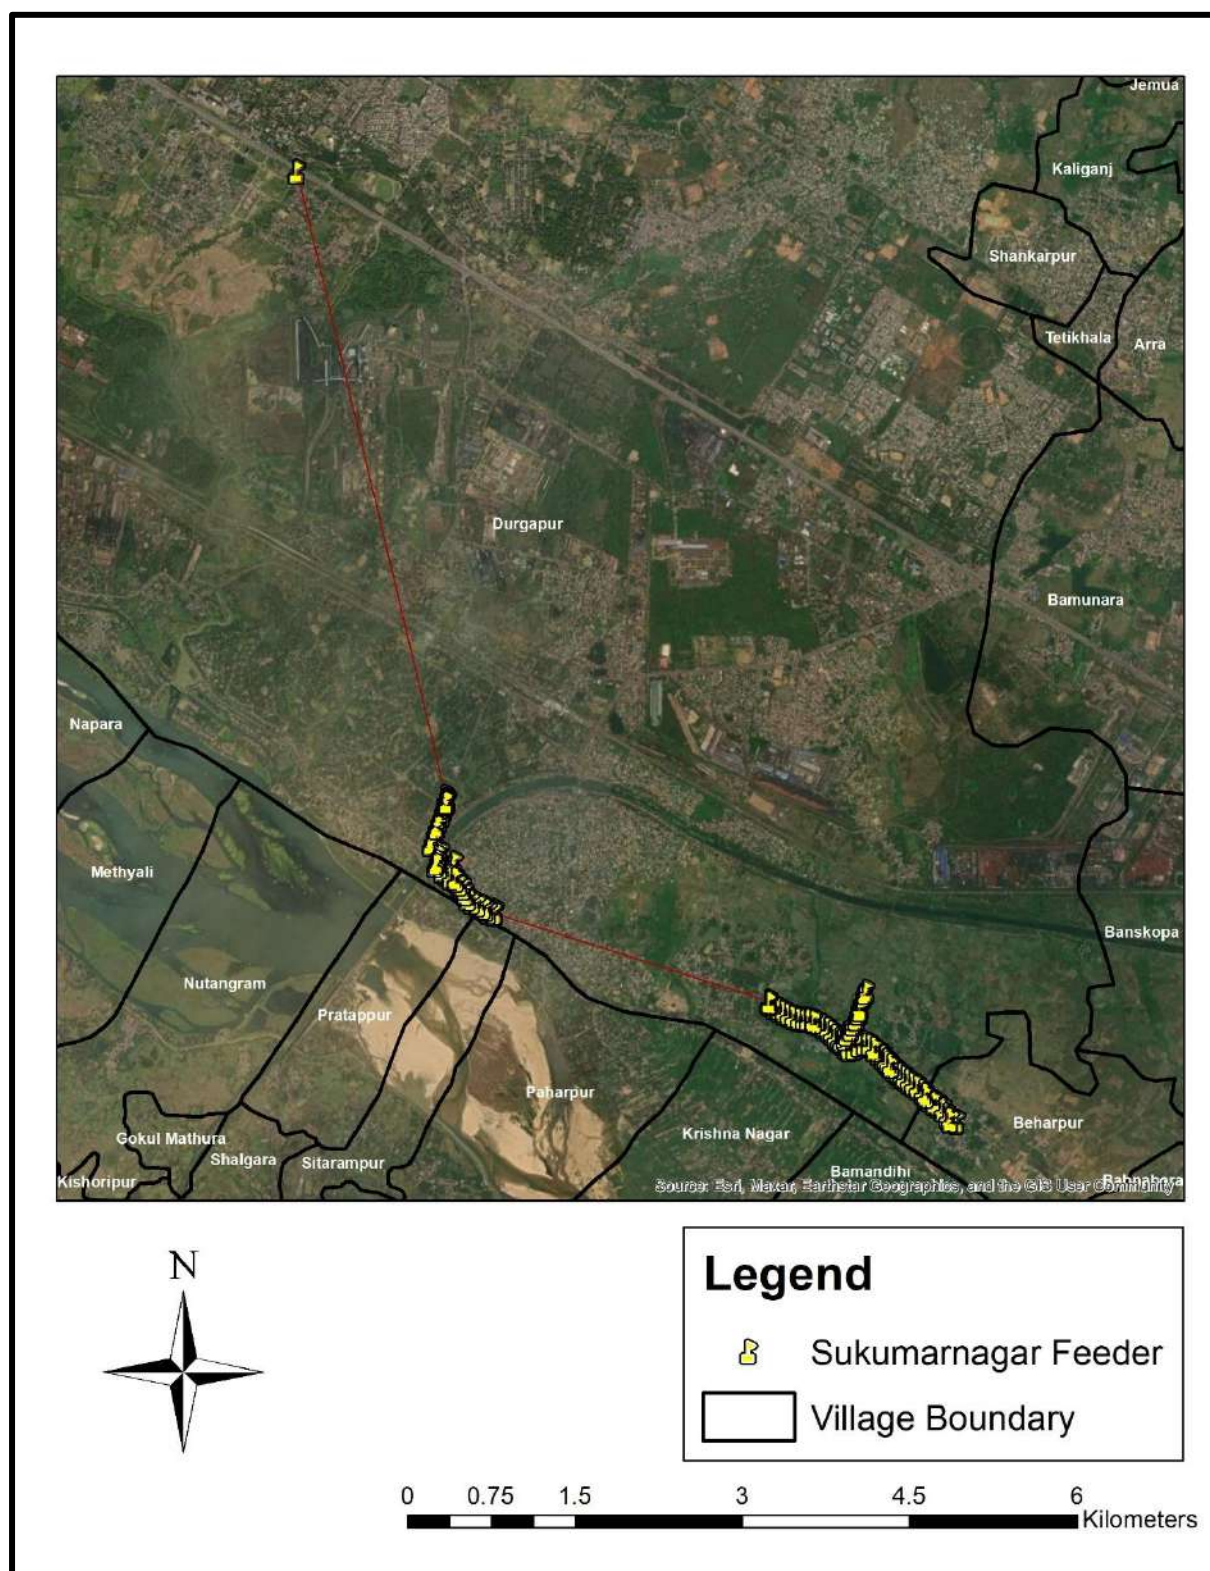 Jemua
Kaliganj
Shankarpur
Tetikhala
Arra
Durgapur
Bamunara
Napara
Methyali
Banskopa
Nutangram
Pratappur
Paharpur
Beharpur
Krishna Nagar
Gokul Mathura
Shalgara
Sitarampur
Bamandihi
Kishoripur
Source: Esri, Maxar, Earthstar Geographics, and the GIS User Community
N
Legend
Sukumarnagar Feeder
Village Boundary
0 0.75 1.5 3 4.5 6
Kilometers